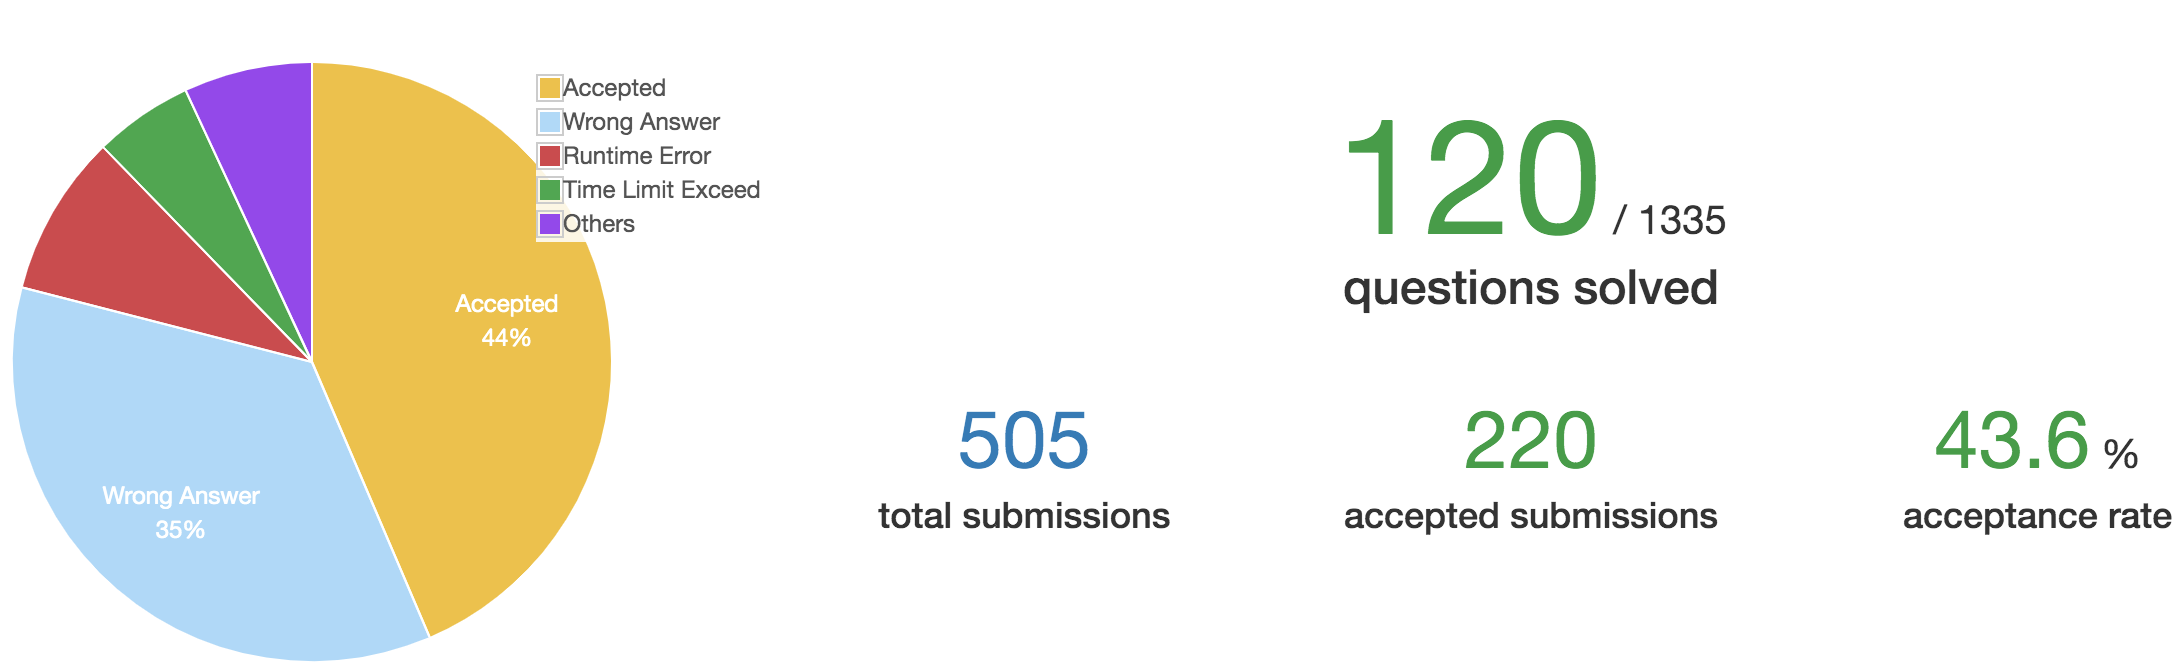 Accepted
Wrong Answer
Runtime Error
Time Limit Exceed
Others
Accepted
44%
Wrong Answer
35%
120 / 1335
questions solved
505
total submissions
220
accepted submissions
43.6 %
acceptance rate